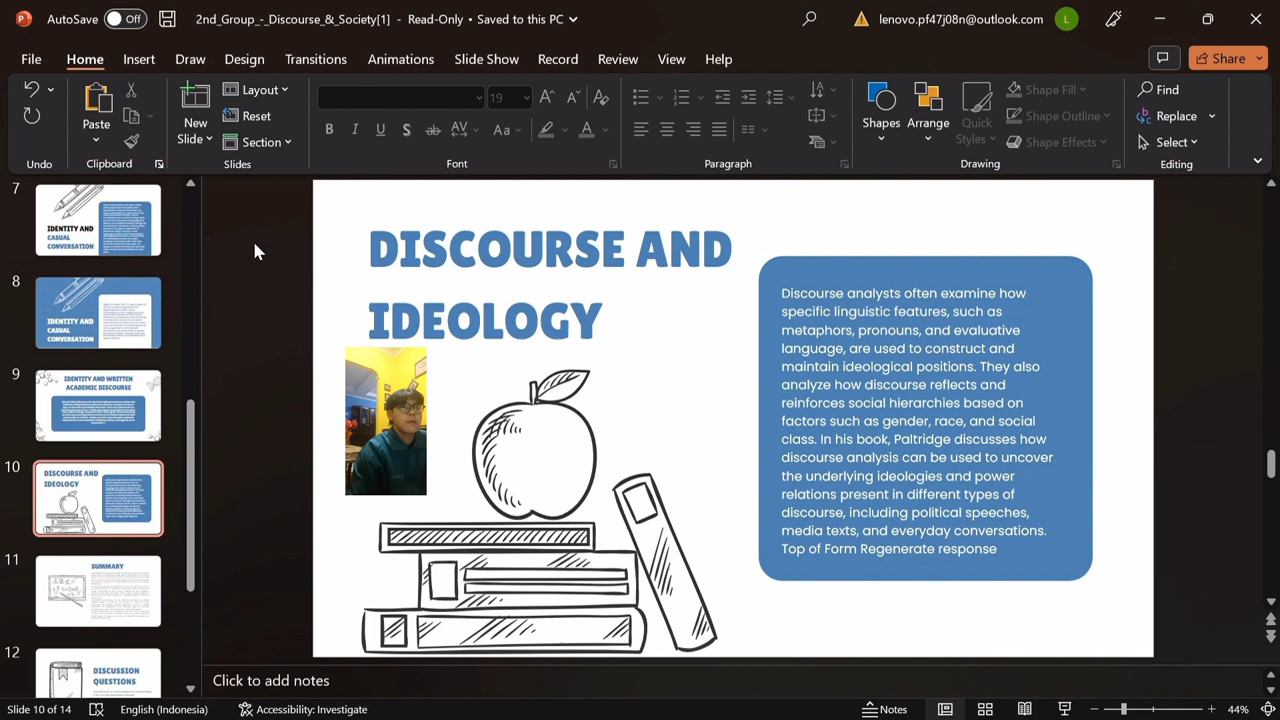 AutoSave Off 2nd_Group_-_Discourse_&_Society[1] - Read-Only • Saved to this PC lenovo.pf47j08n@outlook.com L
File Home Insert Draw Design Slide Show Transitions Animations Slide Show Record Review View Help Share
Undo
Paste
Clipboard
New
Slide
Layout
Reset
Section
Slides
19
Aa
Font
Paragraph
Shapes
Arrange
Quick
Styles
Shape Fill
Shape Outline
Shape Effects
Drawing
Find
Replace
Select
Editing
7
IDENTITY AND
CASUAL
CONVERSATION
8
IDENTITY AND
CASUAL
CONVERSATION
9
IDENTITY AND WRITTEN
ACADEMIC DISCOURSE
10
DISCOURSE AND
IDEOLOGY
11
SUMMARY
12
DISCUSSION
QUESTIONS
DISCOURSE AND
IDEOLOGY
Discourse analysts often examine how
specific linguistic features, such as
metaphors, pronouns, and evaluative
language, are used to construct and
maintain ideological positions. They also
analyze how discourse reflects and
reinforces social hierarchies based on
factors such as gender, race, and social
class. In his book, Paltridge discusses how
discourse analysis can be used to uncover
the underlying ideologies and power
relations present in different types of
discourse, including political speeches,
media texts, and everyday conversations.
Top of Form Regenerate response
Click to add notes
Slide 10 of 14 English (Indonesia) Accessibility: Investigate Notes 44%